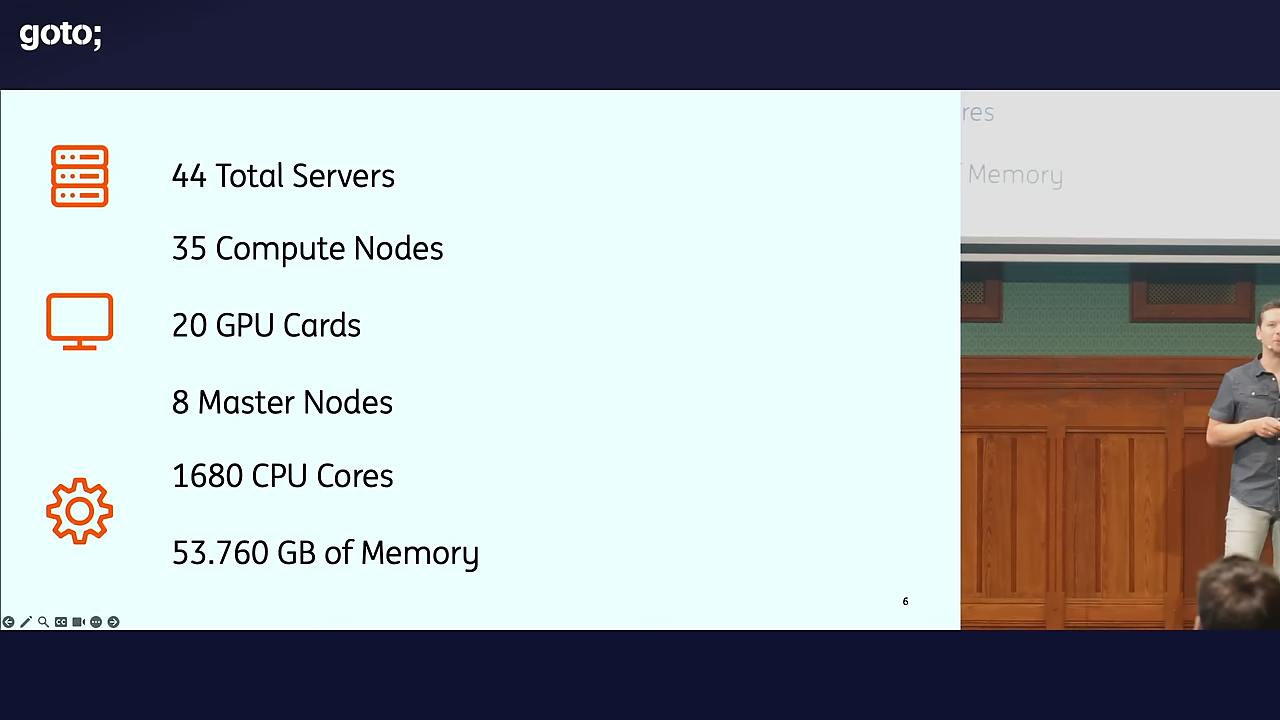 goto;
44 Total Servers
35 Compute Nodes
20 GPU Cards
8 Master Nodes
1680 CPU Cores
53.760 GB of Memory
6
res
Memory